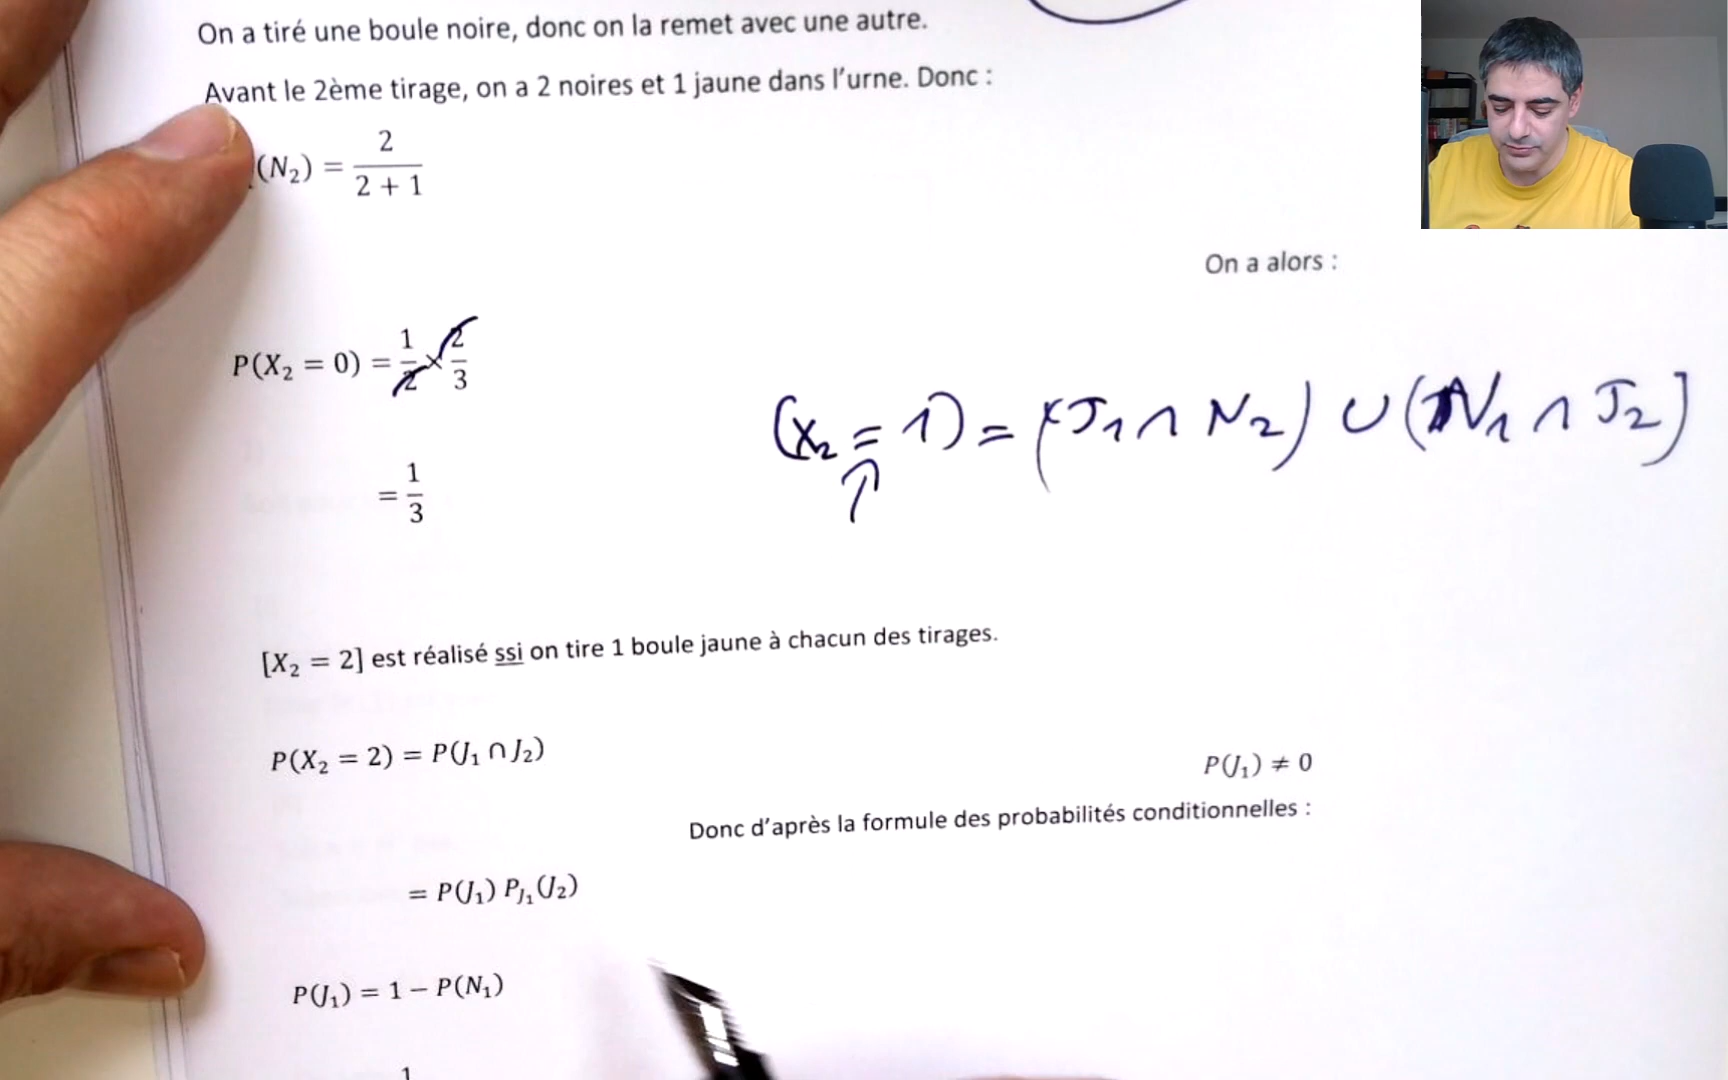 On a tiré une boule noire, donc on la remet avec une autre.
Avant le 2ème tirage, on a 2 noires et 1 jaune dans l'urne. Donc :
(N₂) = 2/(2 + 1)
On a alors :
P(X₂ = 0) = 1/2 × 2/3
(X₂ = 1) = (J₁ ∩ N₂) ∪ (N₁ ∩ J₂)
= 1/3
[X₂ = 2] est réalisé ssi on tire 1 boule jaune à chacun des tirages.
P(X₂ = 2) = P(J₁ ∩ J₂)
P(J₁) ≠ 0
Donc d'après la formule des probabilités conditionnelles :
= P(J₁) P_J₁(J₂)
P(J₁) = 1 − P(N₁)
1